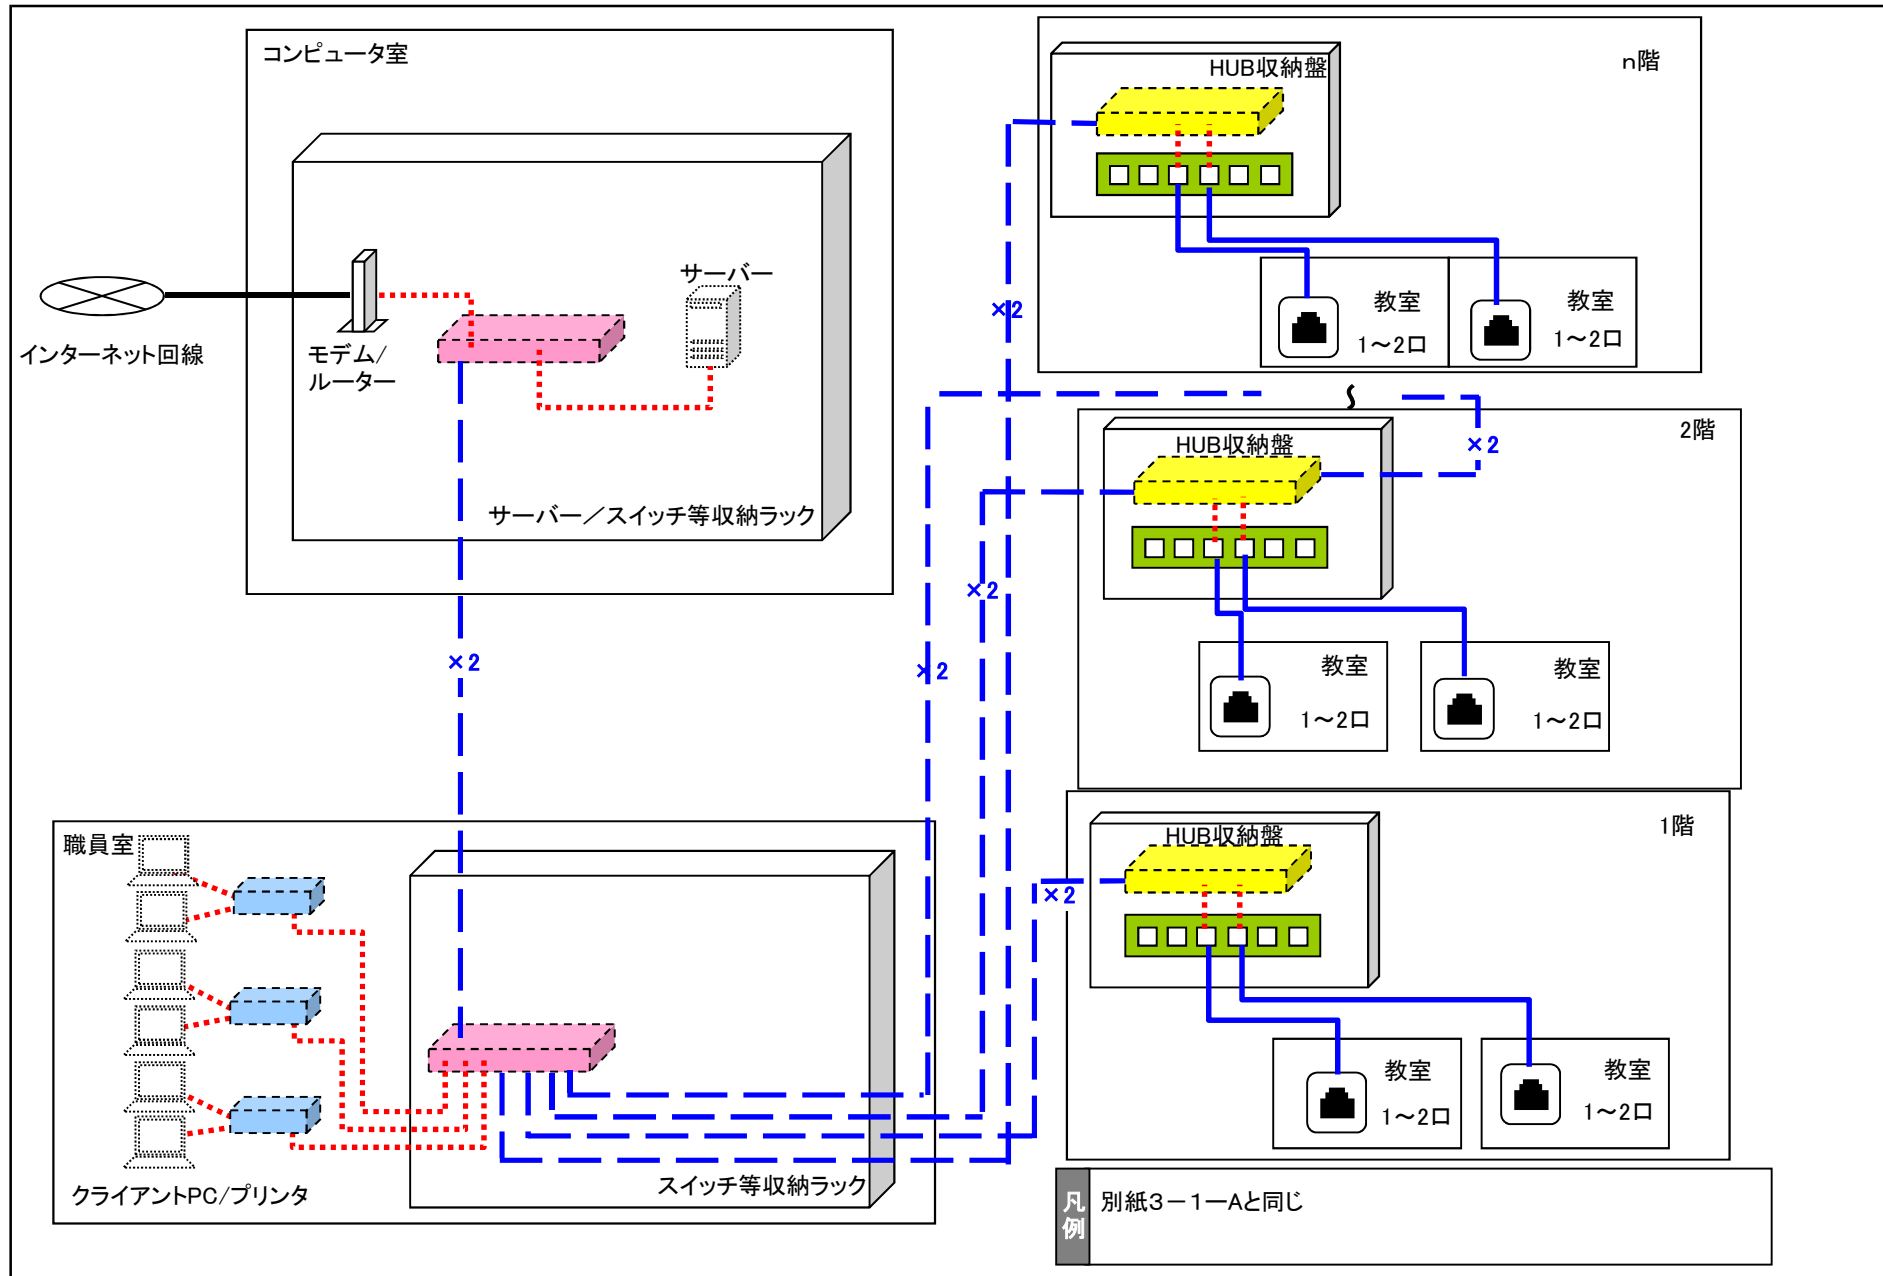 コンピュータ室
インターネット回線
モデム/
ルーター
サーバー
サーバー／スイッチ等収納ラック
×2
職員室
クライアントPC/プリンタ
スイッチ等収納ラック
×2
×2
×2
×2
×2
n階
HUB収納盤
教室
1～2口
教室
1～2口
2階
HUB収納盤
教室
1～2口
教室
1～2口
1階
HUB収納盤
教室
1～2口
教室
1～2口
凡例
別紙３－１ーAと同じ